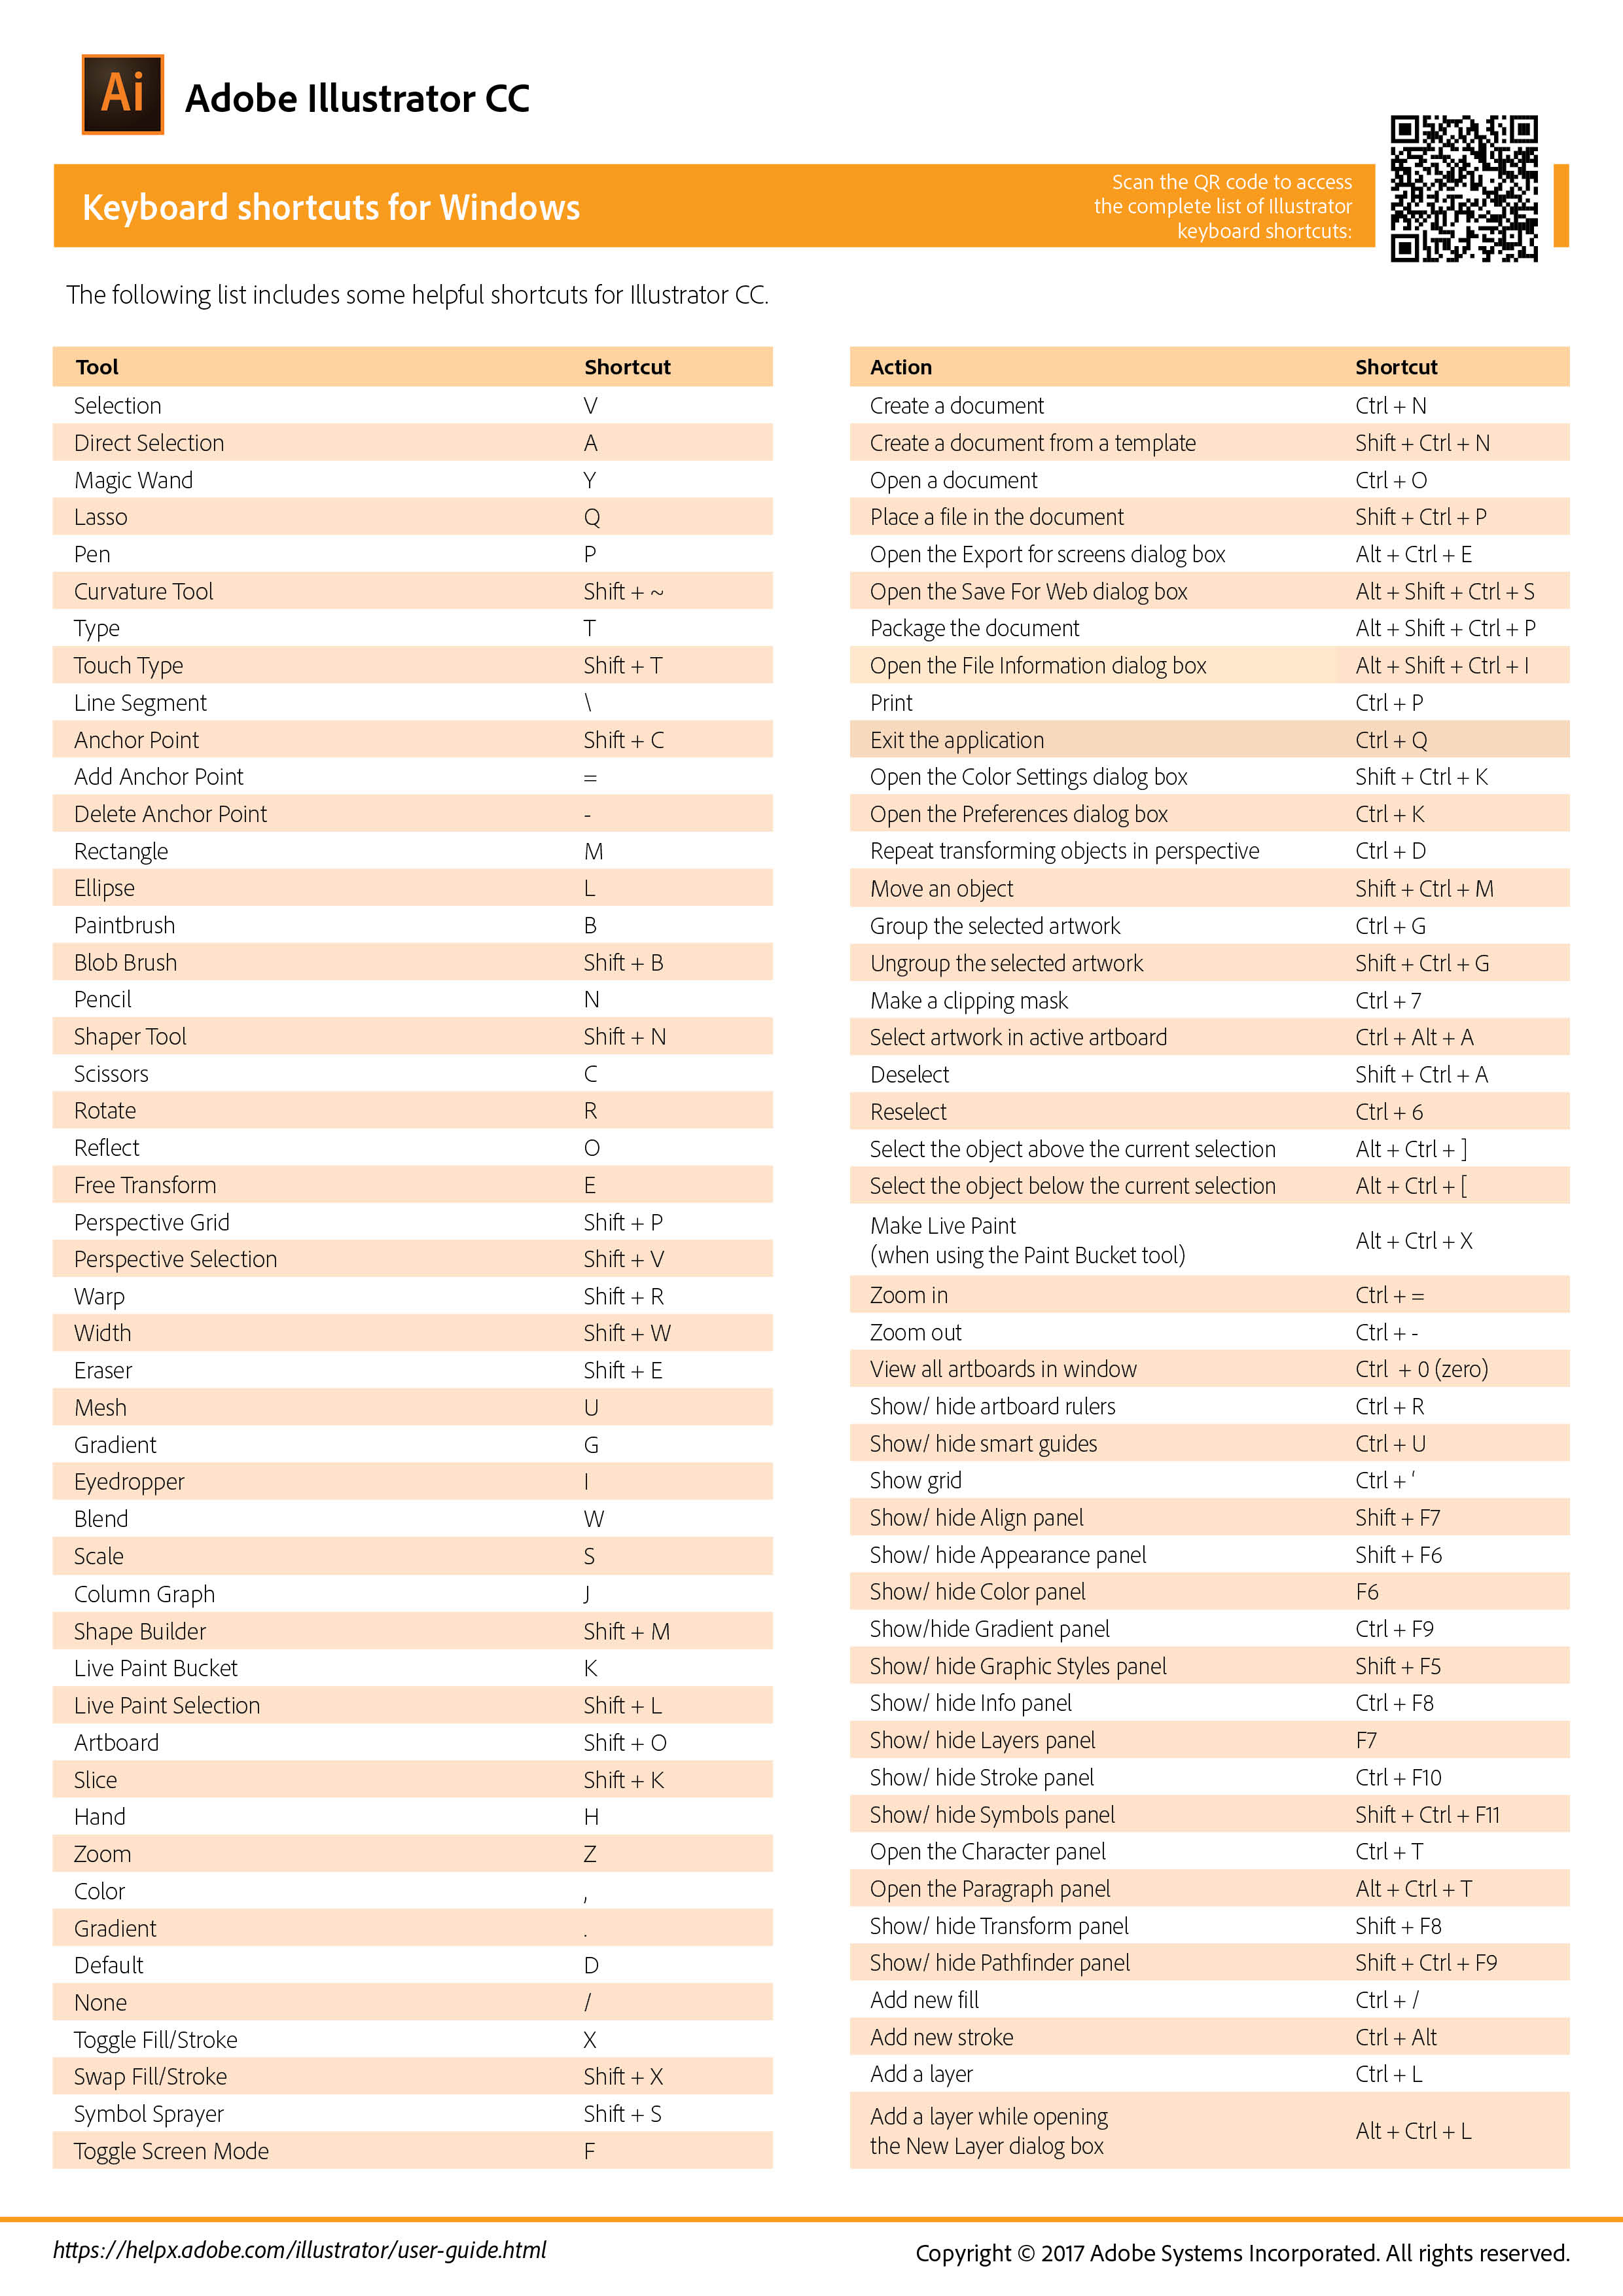 Ai
Adobe Illustrator CC
Keyboard shortcuts for Windows
Scan the QR code to access
the complete list of Illustrator
keyboard shortcuts:
The following list includes some helpful shortcuts for Illustrator CC.
Tool Shortcut
Selection V
Direct Selection A
Magic Wand Y
Lasso Q
Pen P
Curvature Tool Shift + ~
Type T
Touch Type Shift + T
Line Segment \
Anchor Point Shift + C
Add Anchor Point =
Delete Anchor Point -
Rectangle M
Ellipse L
Paintbrush B
Blob Brush Shift + B
Pencil N
Shaper Tool Shift + N
Scissors C
Rotate R
Reflect O
Free Transform E
Perspective Grid Shift + P
Perspective Selection Shift + V
Warp Shift + R
Width Shift + W
Eraser Shift + E
Mesh U
Gradient G
Eyedropper I
Blend W
Scale S
Column Graph J
Shape Builder Shift + M
Live Paint Bucket K
Live Paint Selection Shift + L
Artboard Shift + O
Slice Shift + K
Hand H
Zoom Z
Color ,
Gradient .
Default D
None /
Toggle Fill/Stroke X
Swap Fill/Stroke Shift + X
Symbol Sprayer Shift + S
Toggle Screen Mode F
Action Shortcut
Create a document Ctrl + N
Create a document from a template Shift + Ctrl + N
Open a document Ctrl + O
Place a file in the document Shift + Ctrl + P
Open the Export for screens dialog box Alt + Ctrl + E
Open the Save For Web dialog box Alt + Shift + Ctrl + S
Package the document Alt + Shift + Ctrl + P
Open the File Information dialog box Alt + Shift + Ctrl + I
Print Ctrl + P
Exit the application Ctrl + Q
Open the Color Settings dialog box Shift + Ctrl + K
Open the Preferences dialog box Ctrl + K
Repeat transforming objects in perspective Ctrl + D
Move an object Shift + Ctrl + M
Group the selected artwork Ctrl + G
Ungroup the selected artwork Shift + Ctrl + G
Make a clipping mask Ctrl + 7
Select artwork in active artboard Ctrl + Alt + A
Deselect Shift + Ctrl + A
Reselect Ctrl + 6
Select the object above the current selection Alt + Ctrl + ]
Select the object below the current selection Alt + Ctrl + [
Make Live Paint
(when using the Paint Bucket tool) Alt + Ctrl + X
Zoom in Ctrl + =
Zoom out Ctrl + -
View all artboards in window Ctrl + 0 (zero)
Show/ hide artboard rulers Ctrl + R
Show/ hide smart guides Ctrl + U
Show grid Ctrl + '
Show/ hide Align panel Shift + F7
Show/ hide Appearance panel Shift + F6
Show/ hide Color panel F6
Show/hide Gradient panel Ctrl + F9
Show/ hide Graphic Styles panel Shift + F5
Show/ hide Info panel Ctrl + F8
Show/ hide Layers panel F7
Show/ hide Stroke panel Ctrl + F10
Show/ hide Symbols panel Shift + Ctrl + F11
Open the Character panel Ctrl + T
Open the Paragraph panel Alt + Ctrl + T
Show/ hide Transform panel Shift + F8
Show/ hide Pathfinder panel Shift + Ctrl + F9
Add new fill Ctrl + /
Add new stroke Ctrl + Alt
Add a layer Ctrl + L
Add a layer while opening
the New Layer dialog box Alt + Ctrl + L
https://helpx.adobe.com/illustrator/user-guide.html
Copyright © 2017 Adobe Systems Incorporated. All rights reserved.